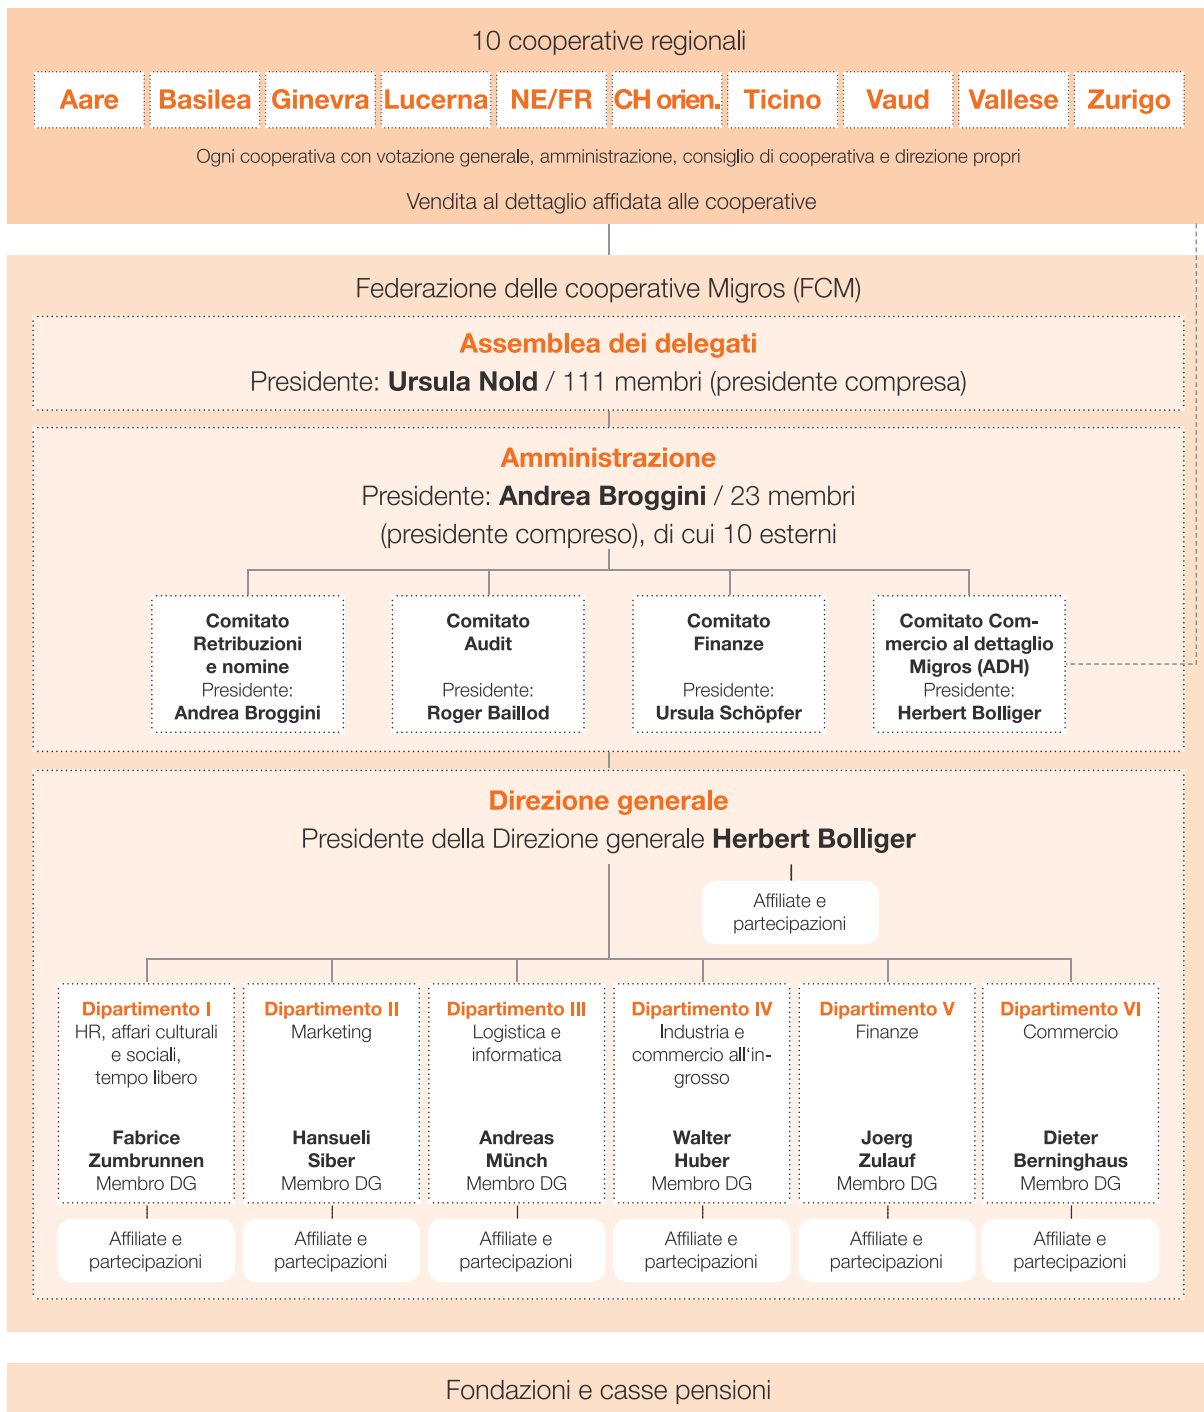 10 cooperative regionali
Aare
Basilea
Ginevra
Lucerna
NE/FR
CH orien.
Ticino
Vaud
Vallese
Zurigo
Ogni cooperativa con votazione generale, amministrazione, consiglio di cooperativa e direzione propri
Vendita al dettaglio affidata alle cooperative
Federazione delle cooperative Migros (FCM)
Assemblea dei delegati
Presidente: Ursula Nold / 111 membri (presidente compresa)
Amministrazione
Presidente: Andrea Broggini / 23 membri
(presidente compreso), di cui 10 esterni
Comitato
Retribuzioni
e nomine
Presidente:
Andrea Broggini
Comitato
Audit
Presidente:
Roger Baillod
Comitato
Finanze
Presidente:
Ursula Schöpfer
Comitato Com-
mercio al dettaglio
Migros (ADH)
Presidente:
Herbert Bolliger
Direzione generale
Presidente della Direzione generale Herbert Bolliger
Affiliate e
partecipazioni
Dipartimento I
HR, affari culturali
e sociali,
tempo libero
Fabrice
Zumbrunnen
Membro DG
Dipartimento II
Marketing
Hansueli
Siber
Membro DG
Dipartimento III
Logistica e
informatica
Andreas
Münch
Membro DG
Dipartimento IV
Industria e
commercio all‘in-
grosso
Walter
Huber
Membro DG
Dipartimento V
Finanze
Joerg
Zulauf
Membro DG
Dipartimento VI
Commercio
Dieter
Berninghaus
Membro DG
Affiliate e
partecipazioni
Affiliate e
partecipazioni
Affiliate e
partecipazioni
Affiliate e
partecipazioni
Affiliate e
partecipazioni
Affiliate e
partecipazioni
Fondazioni e casse pensioni